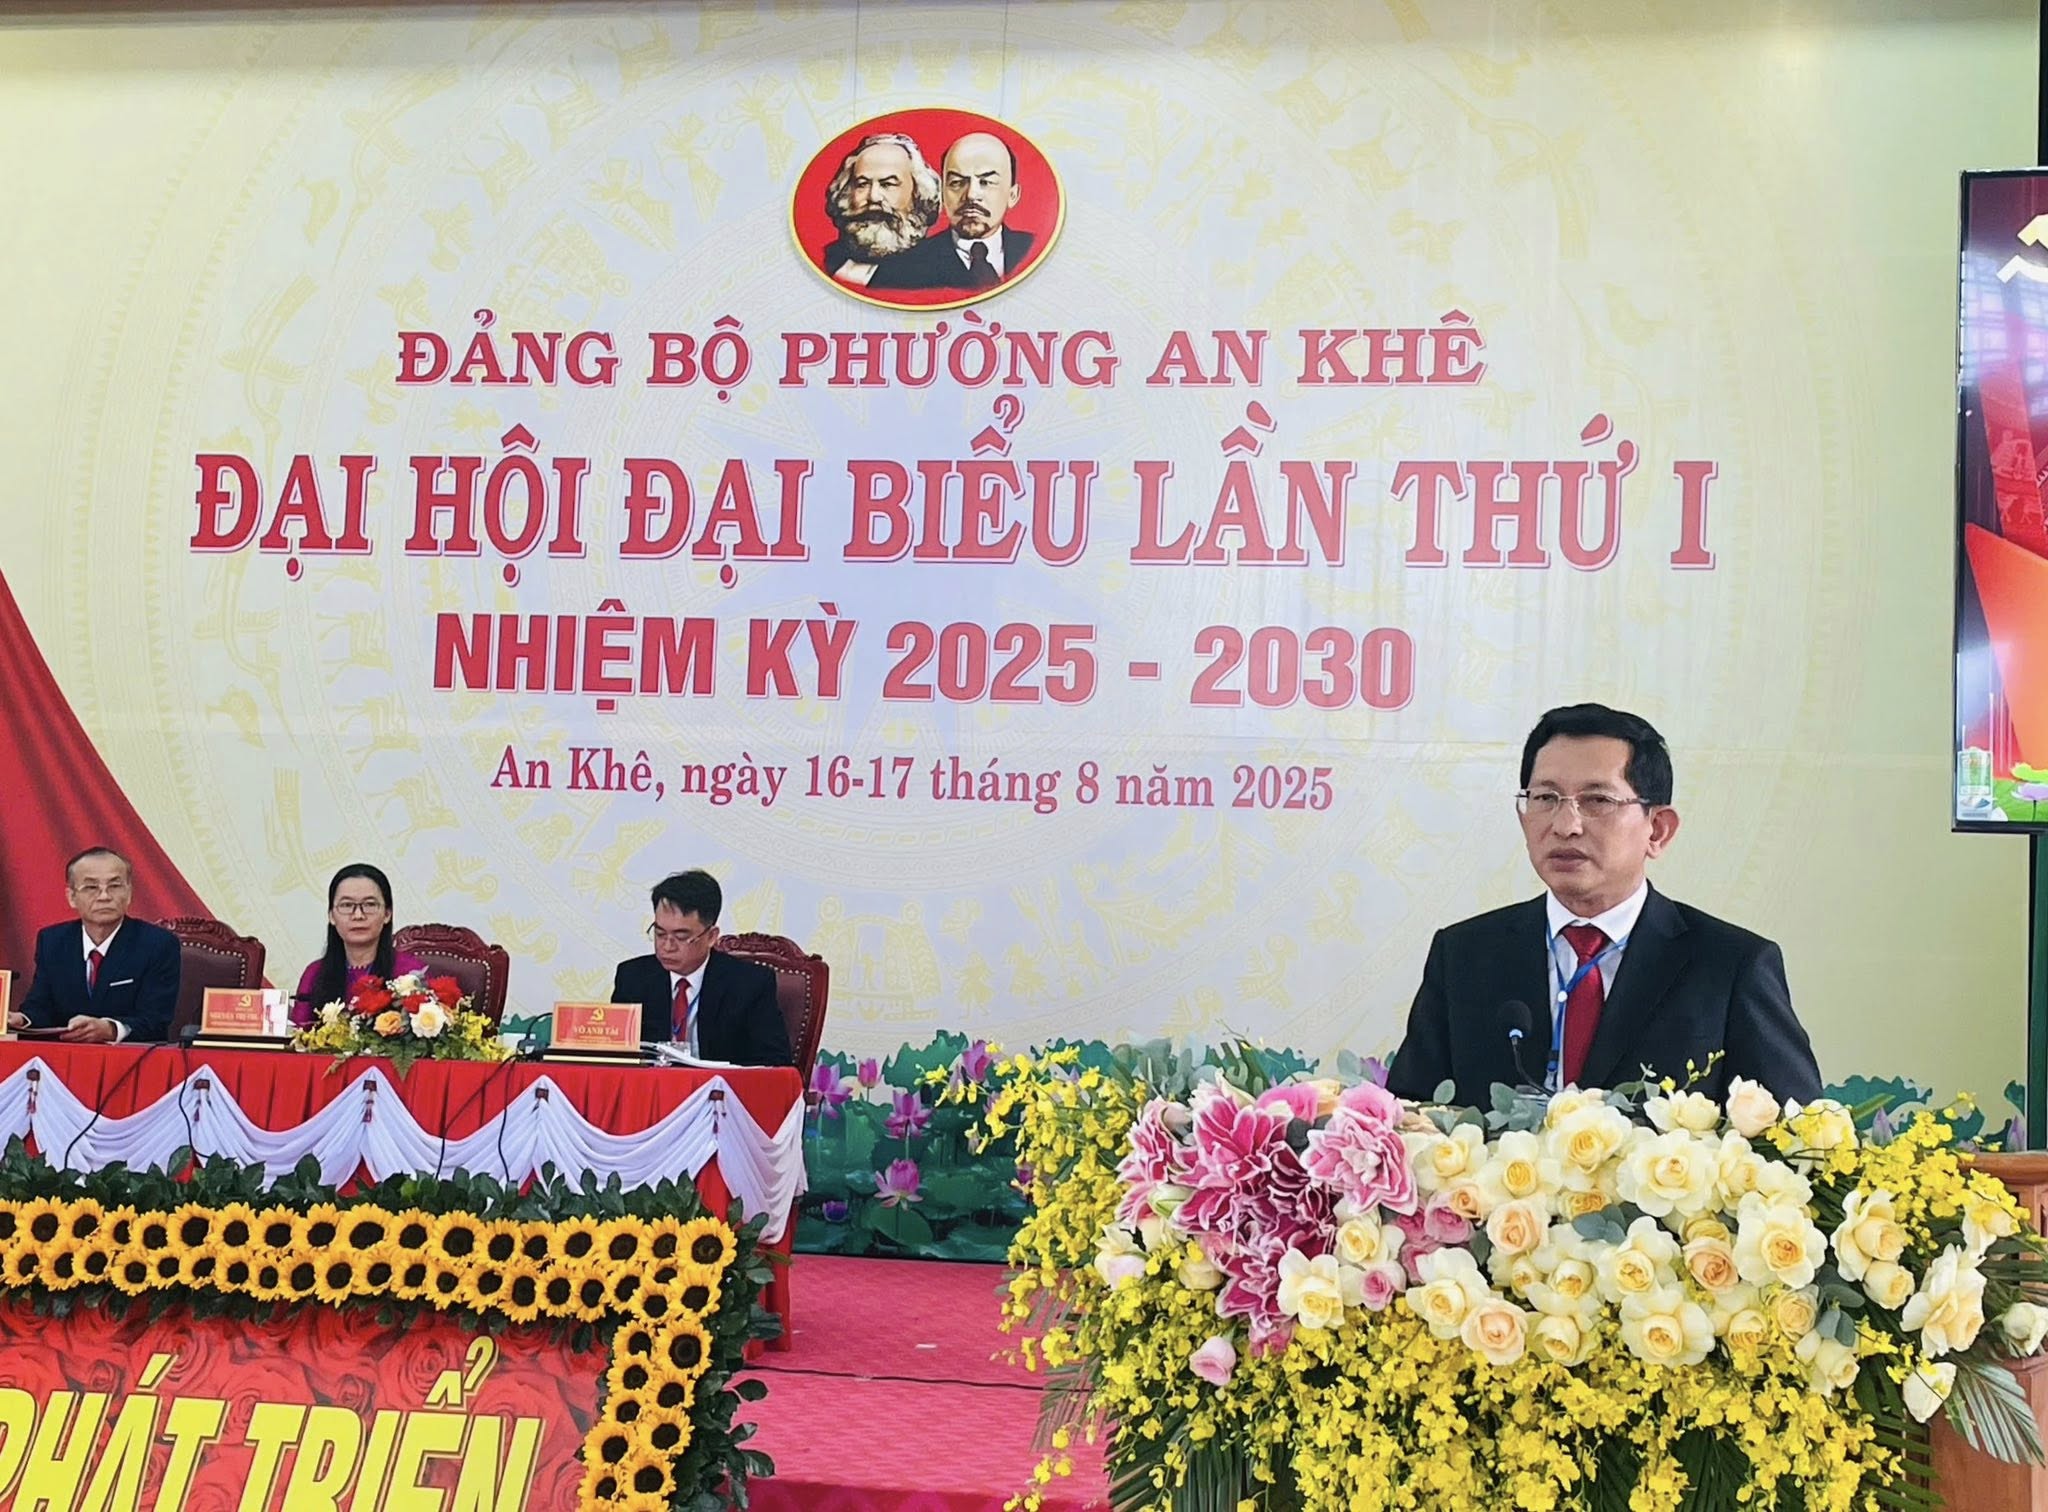 ĐẢNG BỘ PHƯỜNG AN KHÊ
ĐẠI HỘI ĐẠI BIỂU LẦN THỨ I
NHIỆM KỲ 2025 - 2030
An Khê, ngày 16-17 tháng 8 năm 2025
VÕ ANH TÀI
PHÁT TRIỂN